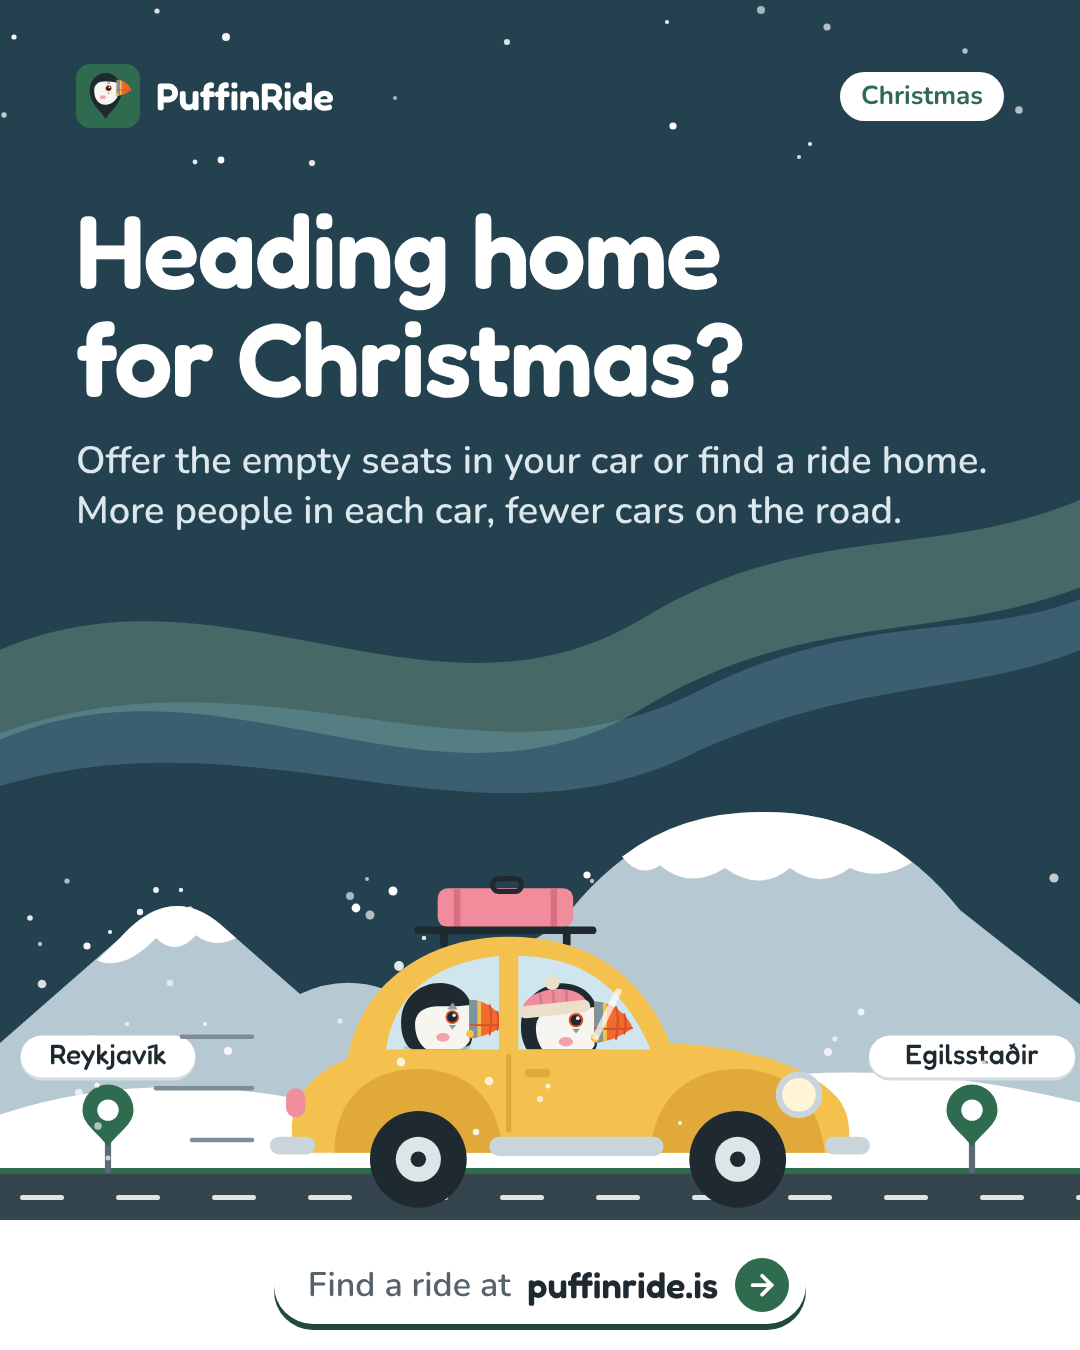 PuffinRide
Christmas
Heading home
for Christmas?
Offer the empty seats in your car or find a ride home.
More people in each car, fewer cars on the road.
Reykjavík
Egilsstaðir
Find a ride at puffinride.is